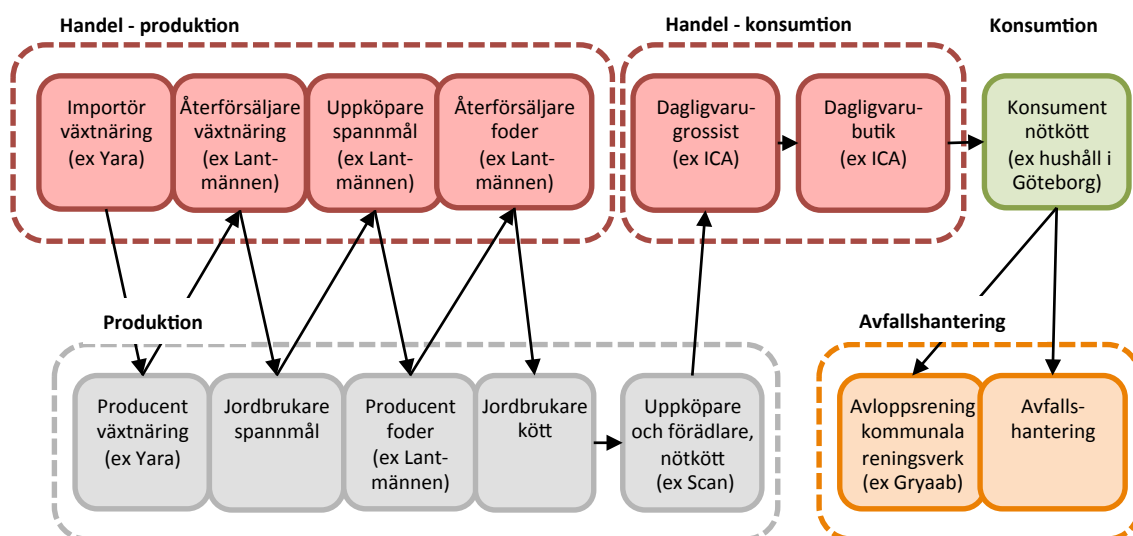 Handel - produktion
Handel - konsumtion
Konsumtion
Importör
växtnäring
(ex Yara)
Återförsäljare
växtnäring
(ex Lant-
männen)
Uppköpare
spannmål
(ex Lant-
männen)
Återförsäljare
foder
(ex Lant-
männen)
Dagligvaru-
grossist
(ex ICA)
Dagligvaru-
butik
(ex ICA)
Konsument
nötkött
(ex hushåll i
Göteborg)
Produktion
Avfallshantering
Producent
växtnäring
(ex Yara)
Jordbrukare
spannmål
Producent
foder
(ex Lant-
männen)
Jordbrukare
kött
Uppköpare
och förädlare,
nötkött
(ex Scan)
Avloppsrening
kommunala
reningsverk
(ex Gryaab)
Avfalls-
hantering